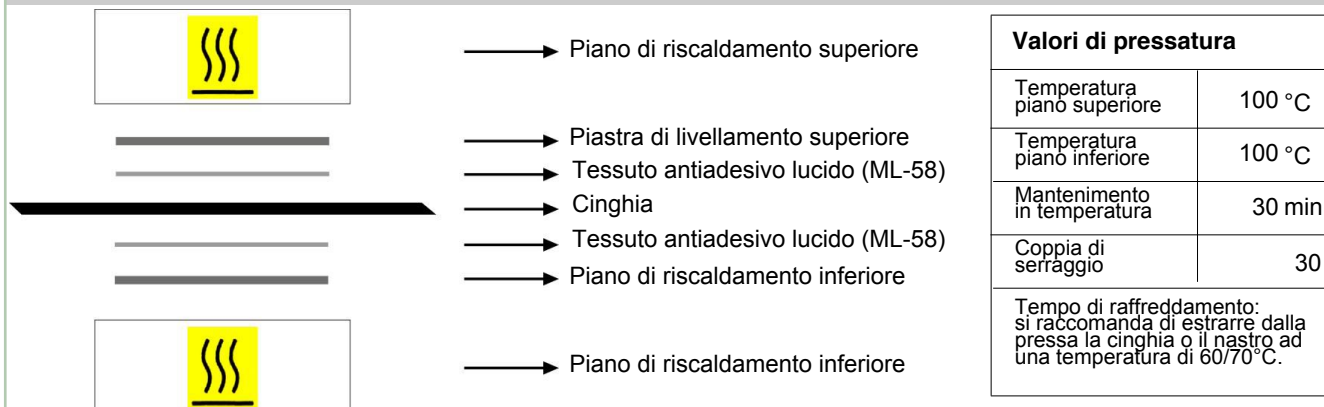 Piano di riscaldamento superiore
Piastra di livellamento superiore
Tessuto antiadesivo lucido (ML-58)
Cinghia
Tessuto antiadesivo lucido (ML-58)
Piano di riscaldamento inferiore
Piano di riscaldamento inferiore
Valori di pressatura
Temperatura
piano superiore
100 °C
Temperatura
piano inferiore
100 °C
Mantenimento
in temperatura
30 min
Coppia di
serraggio
30
Tempo di raffreddamento:
si raccomanda di estrarre dalla
pressa la cinghia o il nastro ad
una temperatura di 60/70°C.